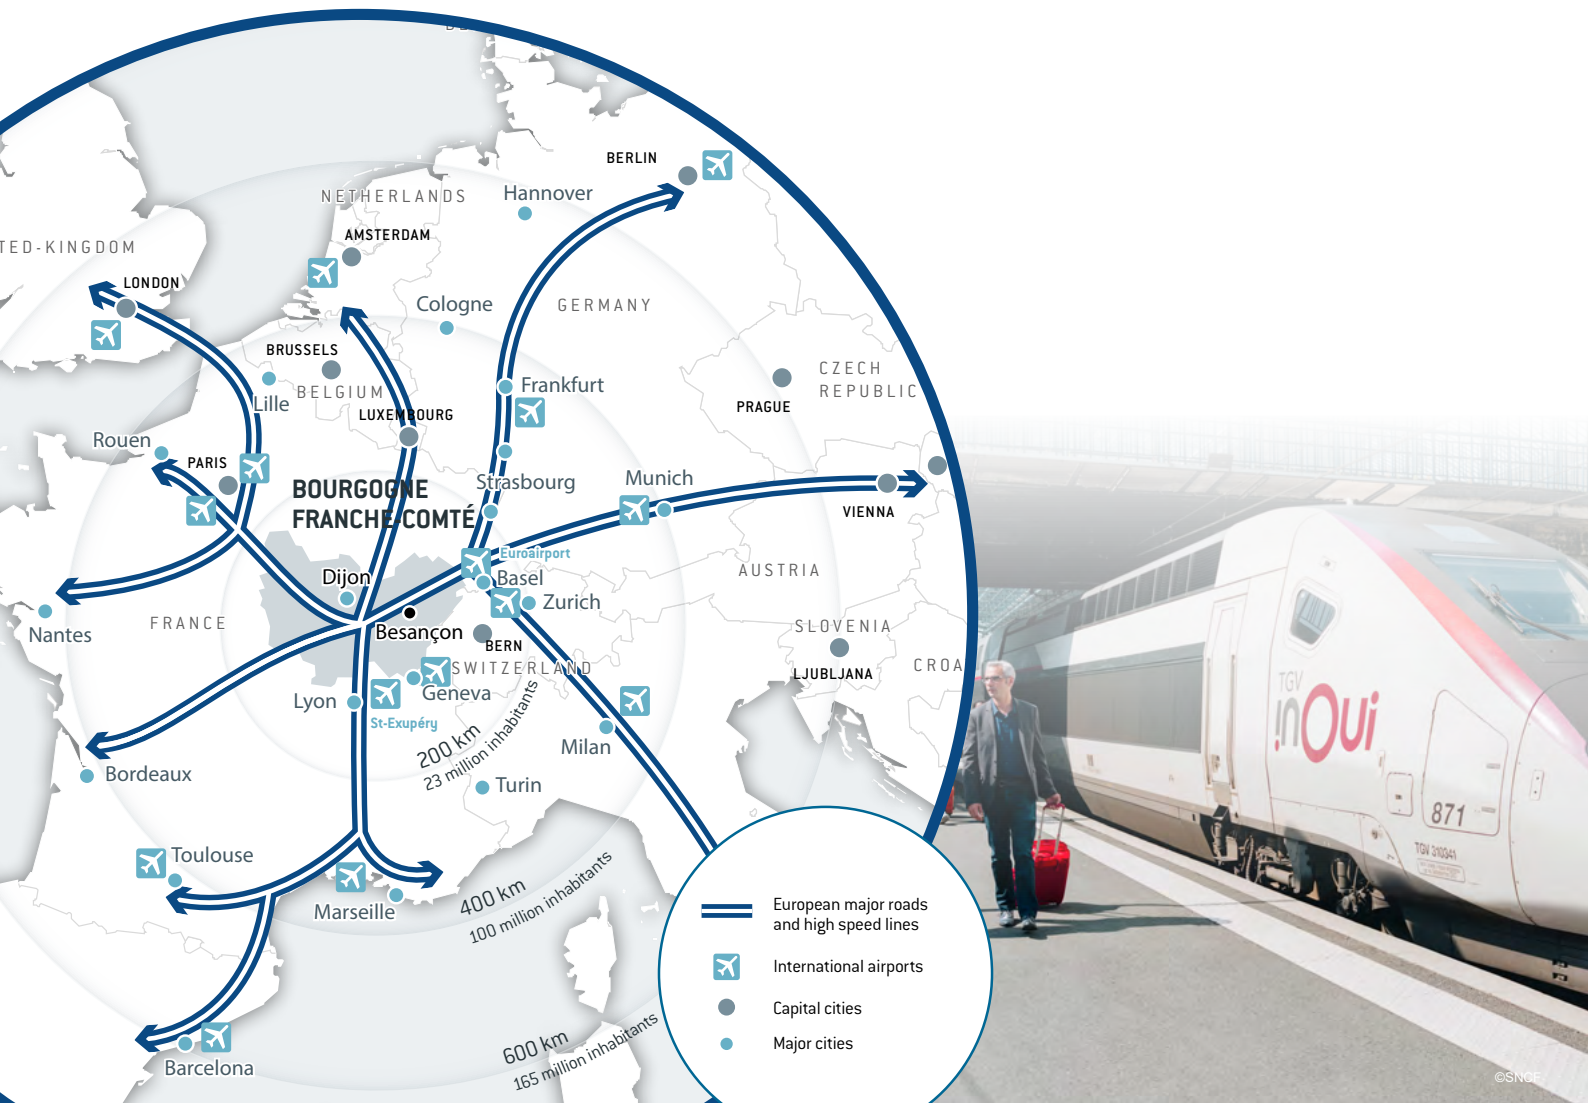 BERLIN
NETHERLANDS
Hannover
AMSTERDAM
TED-KINGDOM
LONDON
Cologne
GERMANY
BRUSSELS
BELGIUM
Lille
LUXEMBOURG
Frankfurt
CZECH
REPUBLIC
PRAGUE
Rouen
PARIS
BOURGOGNE
FRANCHE-COMTÉ
Strasbourg
Munich
VIENNA
Euroairport
Basel
Zurich
AUSTRIA
Dijon
Besançon
BERN
SWITZERLAND
FRANCE
Nantes
SLOVENIA
LJUBLJANA
CROA
Lyon
Geneva
St-Exupéry
Milan
Turin
200 km
23 million inhabitants
Bordeaux
Toulouse
Marseille
400 km
100 million inhabitants
600 km
165 million inhabitants
Barcelona
European major roads
and high speed lines
International airports
Capital cities
Major cities
TGV
inOui
871
TGV 310341
©SNCF